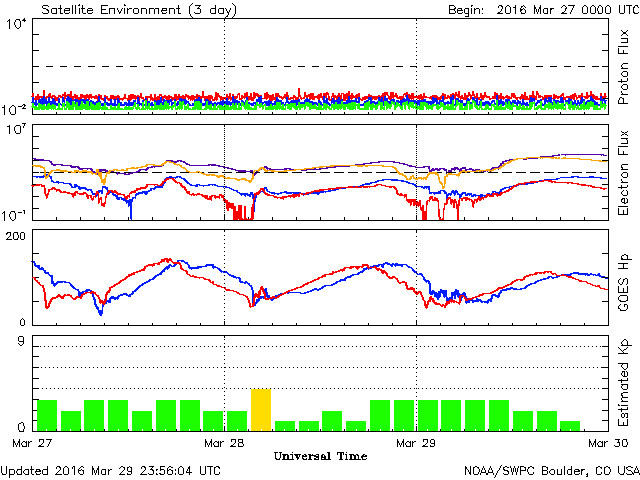 Satellite Environment (3 day) Begin: 2016 Mar 27 0000 UTC
10⁴
Proton Flux
10⁻²
10⁷
Electron Flux
10⁻¹
200
GOES Hp
0
9
Estimated Kp
0
Mar 27 Mar 28 Mar 29 Mar 30
Universal Time
Updated 2016 Mar 29 23:56:04 UTC NOAA/SWPC Boulder, CO USA